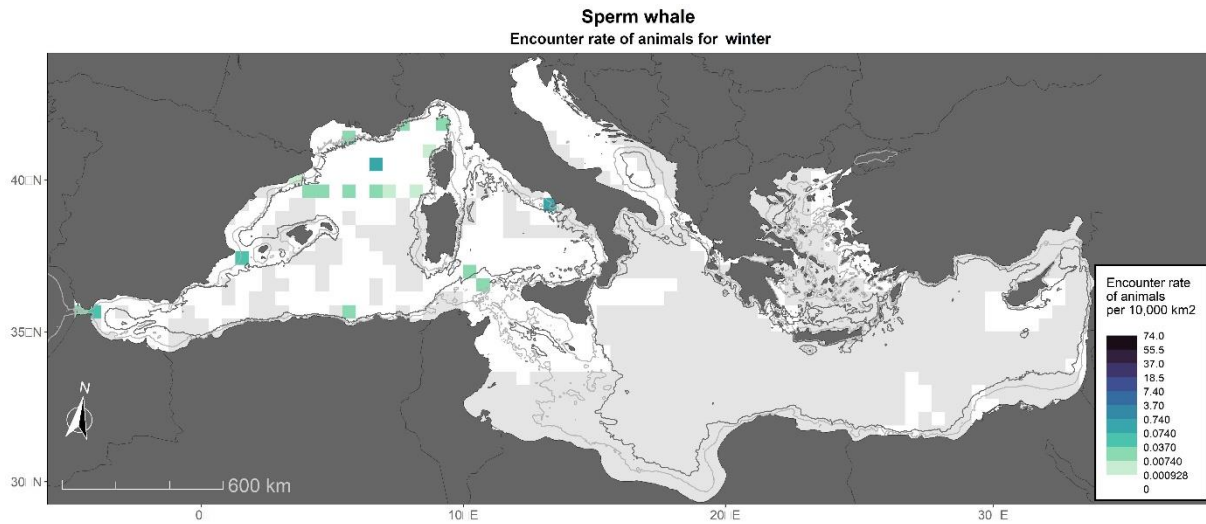 Sperm whale
Encounter rate of animals for winter
40□N
35□N
30 N
N
600 km
0
10□E
20□E
30 E
Encounter rate
of animals
per 10,000 km2
74.0
55.5
37.0
18.5
7.40
3.70
0.740
0.0740
0.0370
0.00740
0.000928
0